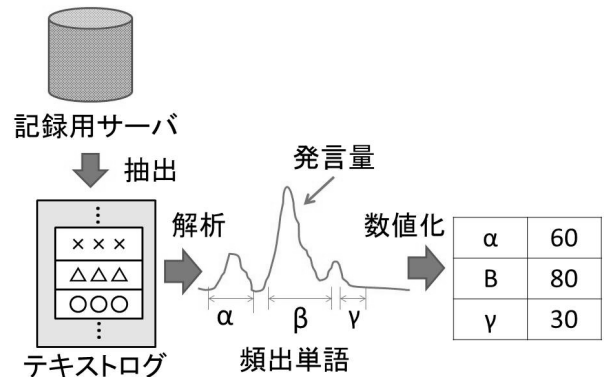 記録用サーバ
抽出
⋮
×××
△△△
○○○
⋮
テキストログ
解析
発言量
α
β
γ
頻出単語
数値化
α 60
B 80
γ 30